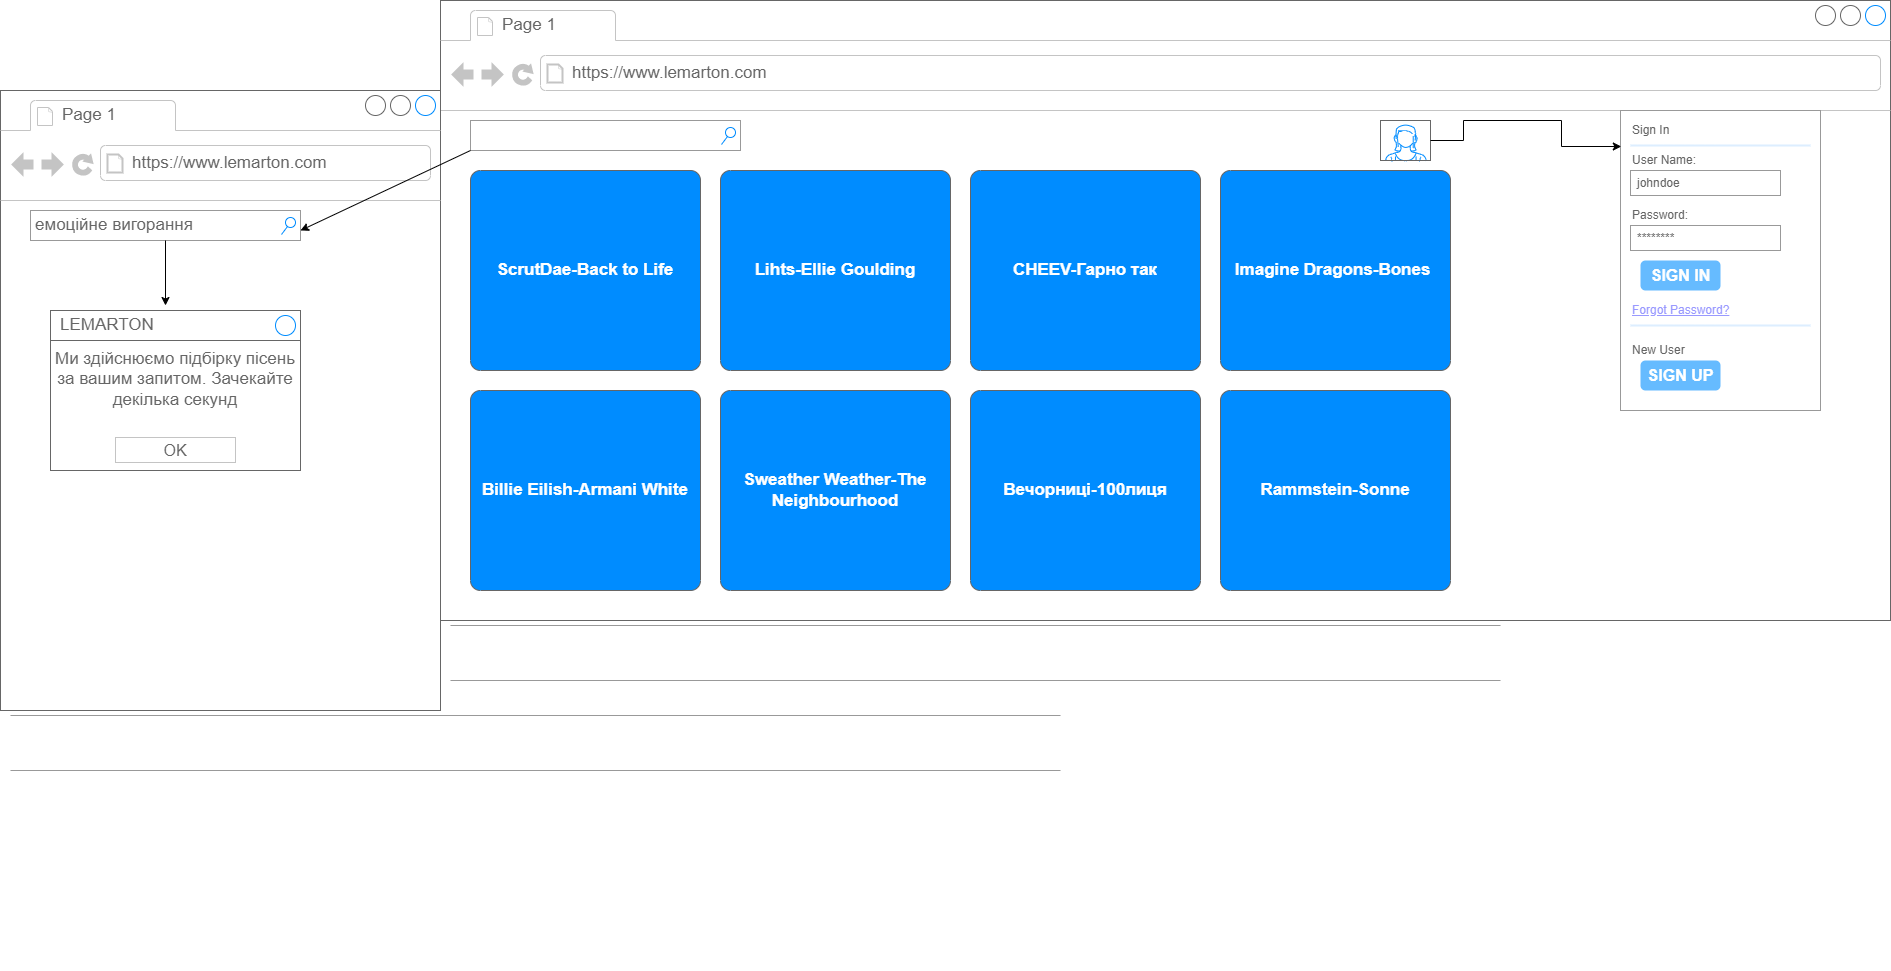 Page 1
https://www.lemarton.com
Page 1
https://www.lemarton.com
емоційне вигорання
LEMARTON
Ми здійснюємо підбірку пісень
за вашим запитом. Зачекайте
декілька секунд
OK
ScrutDae-Back to Life
Lihts-Ellie Goulding
CHEEV-Гарно так
Imagine Dragons-Bones
Billie Eilish-Armani White
Sweather Weather-The
Neighbourhood
Вечорниці-100лиця
Rammstein-Sonne
Sign In
User Name:
johndoe
Password:
********
SIGN IN
Forgot Password?
New User
SIGN UP